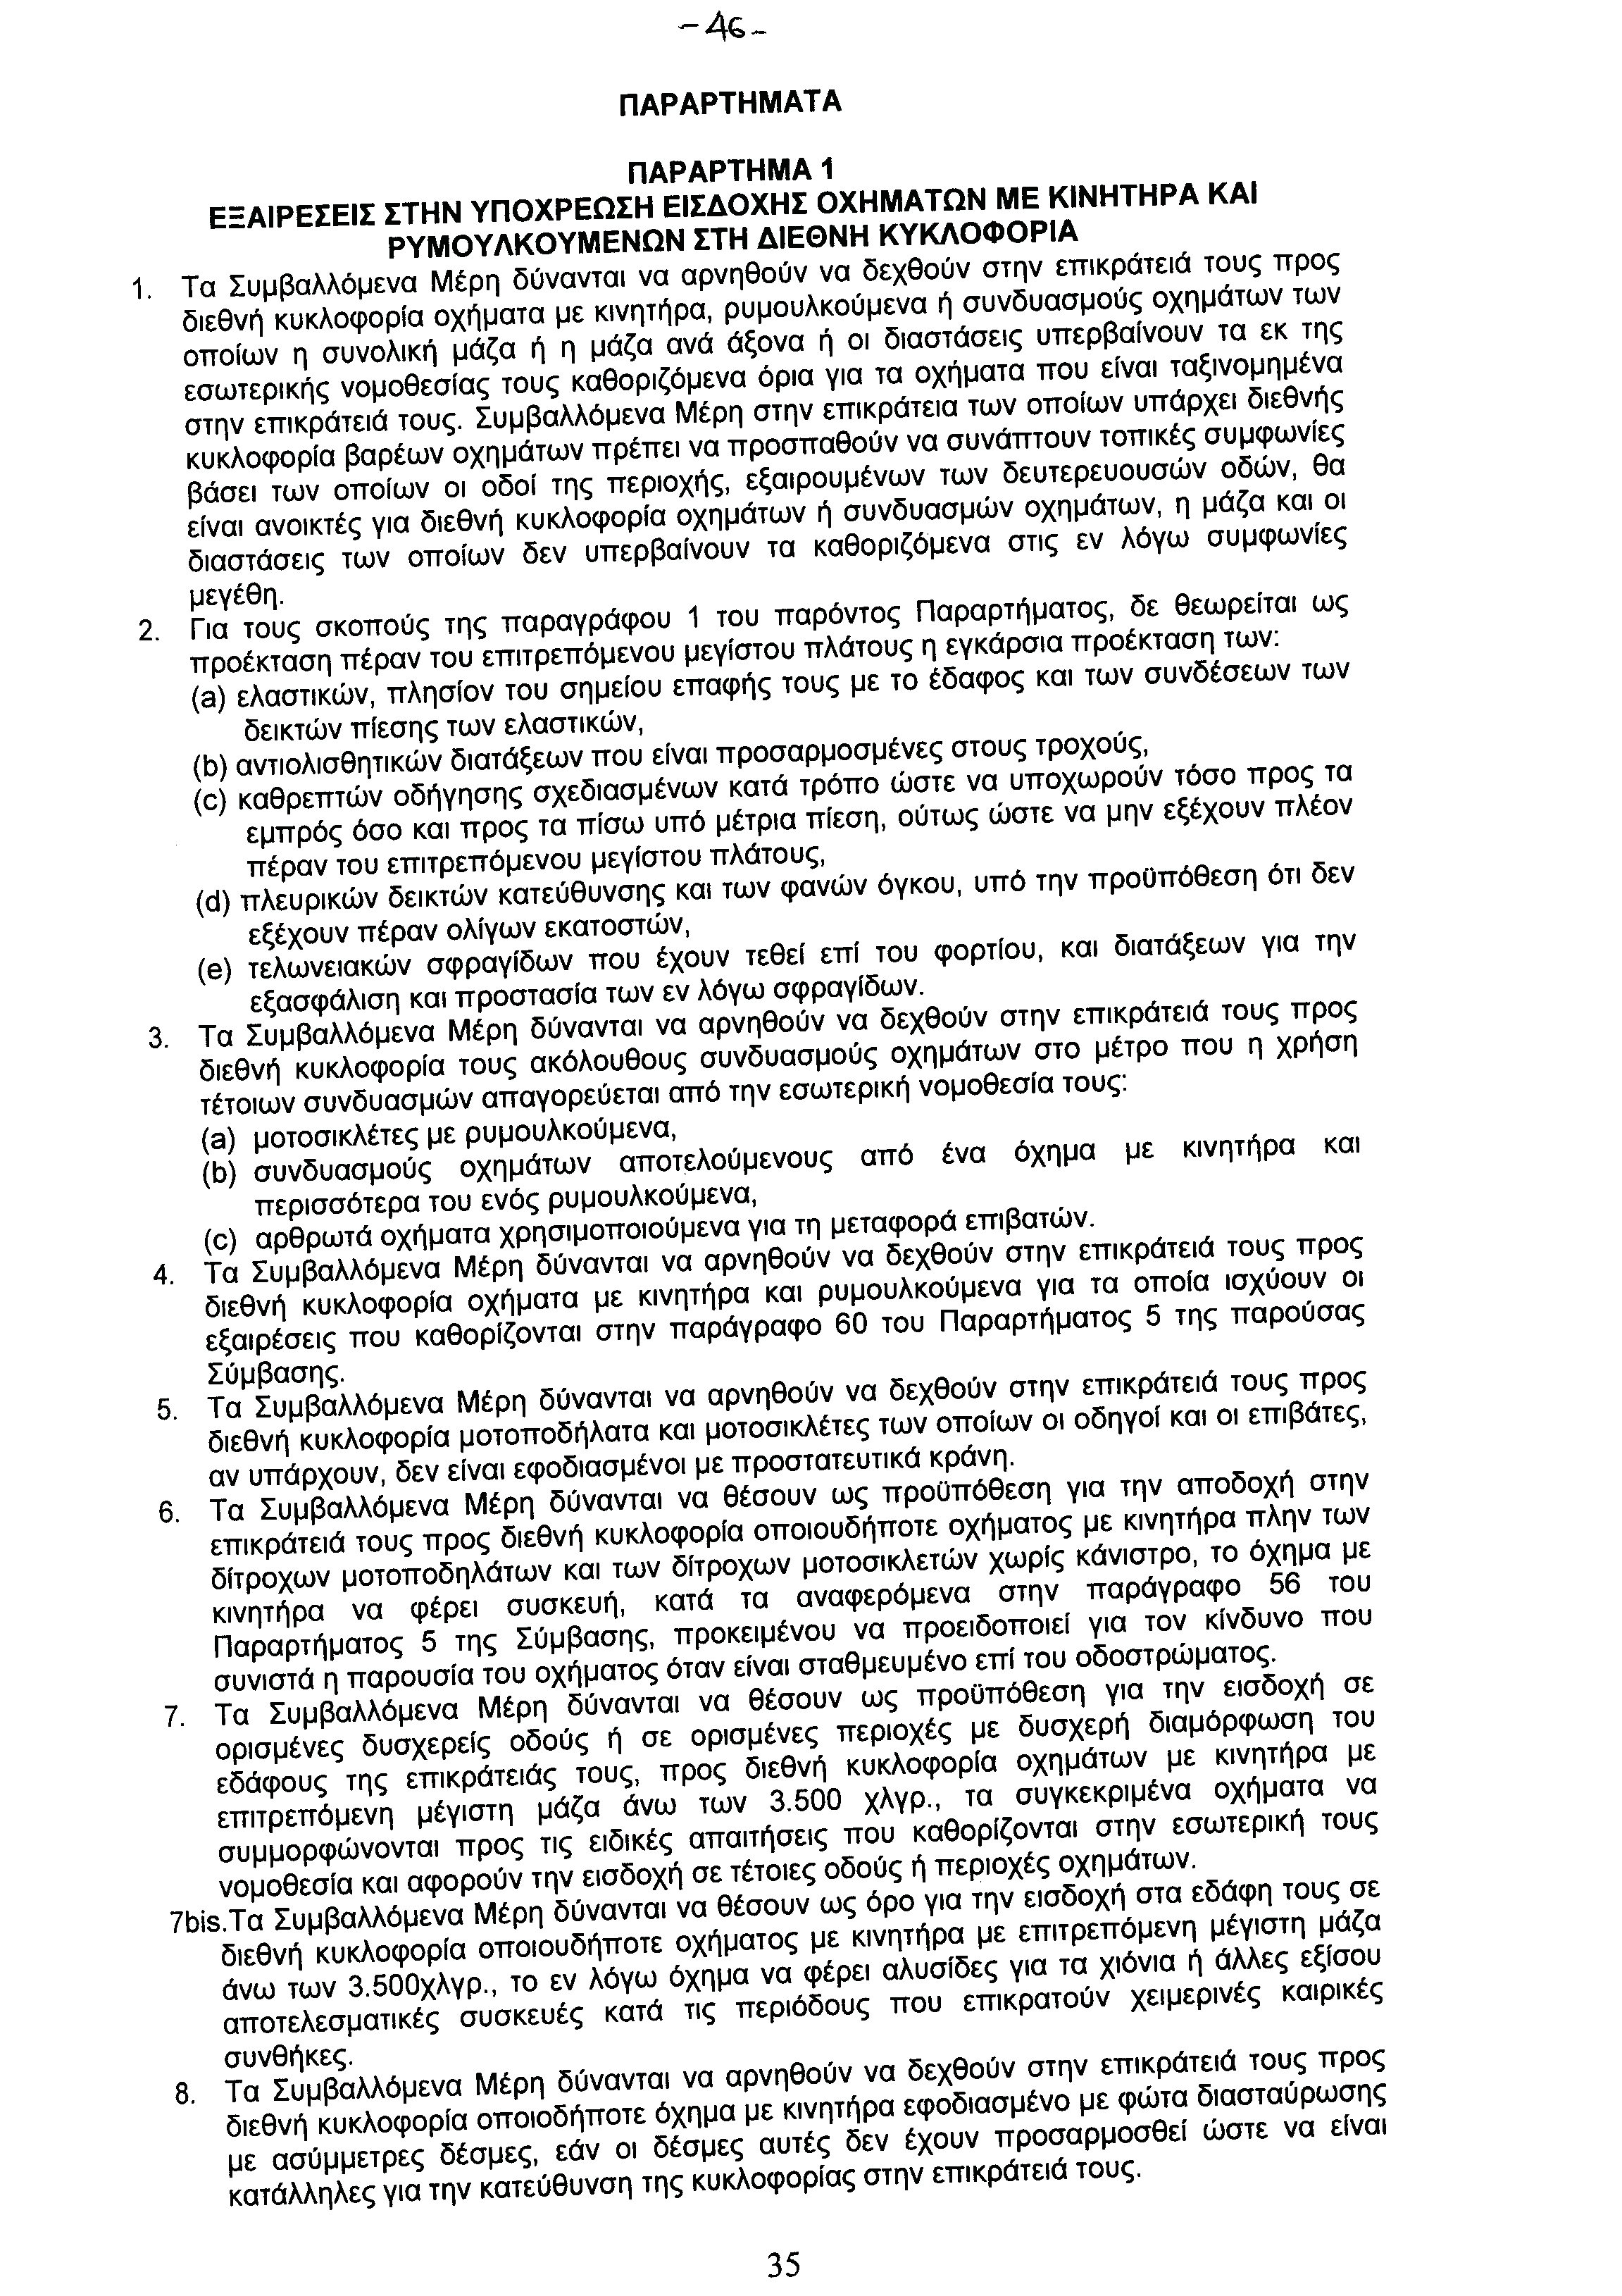 -46-
ΠΑΡΑΡΤΗΜΑΤΑ
ΠΑΡΑΡΤΗΜΑ 1
ΕΞΑΙΡΕΣΕΙΣ ΣΤΗΝ ΥΠΟΧΡΕΩΣΗ ΕΙΣΔΟΧΗΣ ΟΧΗΜΑΤΩΝ ΜΕ ΚΙΝΗΤΗΡΑ ΚΑΙ
ΡΥΜΟΥΛΚΟΥΜΕΝΩΝ ΣΤΗ ΔΙΕΘΝΗ ΚΥΚΛΟΦΟΡΙΑ
1. Τα Συμβαλλόμενα Μέρη δύνανται να αρνηθούν να δεχθούν στην επικράτειά τους προς
διεθνή κυκλοφορία οχήματα με κινητήρα, ρυμουλκούμενα ή συνδυασμούς οχημάτων των
οποίων η συνολική μάζα ή η μάζα ανά άξονα ή οι διαστάσεις υπερβαίνουν τα εκ της
εσωτερικής νομοθεσίας τους καθοριζόμενα όρια για τα οχήματα που είναι ταξινομημένα
στην επικράτειά τους. Συμβαλλόμενα Μέρη στην επικράτεια των οποίων υπάρχει διεθνής
κυκλοφορία βαρέων οχημάτων πρέπει να προσπαθούν να συνάπτουν τοπικές συμφωνίες
βάσει των οποίων οι οδοί της περιοχής, εξαιρουμένων των δευτερευουσών οδών, θα
είναι ανοικτές για διεθνή κυκλοφορία οχημάτων ή συνδυασμών οχημάτων, η μάζα και οι
διαστάσεις των οποίων δεν υπερβαίνουν τα καθοριζόμενα στις εν λόγω συμφωνίες
μεγέθη.
2. Για τους σκοπούς της παραγράφου 1 του παρόντος Παραρτήματος, δε θεωρείται ως
προέκταση πέραν του επιτρεπόμενου μεγίστου πλάτους η εγκάρσια προέκταση των:
(a) ελαστικών, πλησίον του σημείου επαφής τους με το έδαφος και των συνδέσεων των
δεικτών πίεσης των ελαστικών,
(b) αντιολισθητικών διατάξεων που είναι προσαρμοσμένες στους τροχούς,
(c) καθρεπτών οδήγησης σχεδιασμένων κατά τρόπο ώστε να υποχωρούν τόσο προς τα
εμπρός όσο και προς τα πίσω υπό μέτρια πίεση, ούτως ώστε να μην εξέχουν πλέον
πέραν του επιτρεπόμενου μεγίστου πλάτους,
(d) πλευρικών δεικτών κατεύθυνσης και των φανών όγκου, υπό την προϋπόθεση ότι δεν
εξέχουν πέραν ολίγων εκατοστών,
(e) τελωνειακών σφραγίδων που έχουν τεθεί επί του φορτίου, και διατάξεων για την
εξασφάλιση και προστασία των εν λόγω σφραγίδων.
3. Τα Συμβαλλόμενα Μέρη δύνανται να αρνηθούν να δεχθούν στην επικράτειά τους προς
διεθνή κυκλοφορία τους ακόλουθους συνδυασμούς οχημάτων στο μέτρο που η χρήση
τέτοιων συνδυασμών απαγορεύεται από την εσωτερική νομοθεσία τους:
(a) μοτοσικλέτες με ρυμουλκούμενα,
(b) συνδυασμούς οχημάτων αποτελούμενους από ένα όχημα με κινητήρα και
περισσότερα του ενός ρυμουλκούμενα,
(c) αρθρωτά οχήματα χρησιμοποιούμενα για τη μεταφορά επιβατών.
4. Τα Συμβαλλόμενα Μέρη δύνανται να αρνηθούν να δεχθούν στην επικράτειά τους προς
διεθνή κυκλοφορία οχήματα με κινητήρα και ρυμουλκούμενα για τα οποία ισχύουν οι
εξαιρέσεις που καθορίζονται στην παράγραφο 60 του Παραρτήματος 5 της παρούσας
Σύμβασης.
5. Τα Συμβαλλόμενα Μέρη δύνανται να αρνηθούν να δεχθούν στην επικράτειά τους προς
διεθνή κυκλοφορία μοτοποδήλατα και μοτοσικλέτες των οποίων οι οδηγοί και οι επιβάτες,
αν υπάρχουν, δεν είναι εφοδιασμένοι με προστατευτικά κράνη.
6. Τα Συμβαλλόμενα Μέρη δύνανται να θέσουν ως προϋπόθεση για την αποδοχή στην
επικράτειά τους προς διεθνή κυκλοφορία οποιουδήποτε οχήματος με κινητήρα πλην των
δίτροχων μοτοποδηλάτων και των δίτροχων μοτοσικλετών χωρίς κάνιστρο, το όχημα με
κινητήρα να φέρει συσκευή, κατά τα αναφερόμενα στην παράγραφο 56 του
Παραρτήματος 5 της Σύμβασης, προκειμένου να προειδοποιεί για τον κίνδυνο που
συνιστά η παρουσία του οχήματος όταν είναι σταθμευμένο επί του οδοστρώματος.
7. Τα Συμβαλλόμενα Μέρη δύνανται να θέσουν ως προϋπόθεση για την εισδοχή σε
ορισμένες δυσχερείς οδούς ή σε ορισμένες περιοχές με δυσχερή διαμόρφωση του
εδάφους της επικράτειάς τους, προς διεθνή κυκλοφορία οχημάτων με κινητήρα με
επιτρεπόμενη μέγιστη μάζα άνω των 3.500 χλγρ., τα συγκεκριμένα οχήματα να
συμμορφώνονται προς τις ειδικές απαιτήσεις που καθορίζονται στην εσωτερική τους
νομοθεσία και αφορούν την εισδοχή σε τέτοιες οδούς ή περιοχές οχημάτων.
7bis.Τα Συμβαλλόμενα Μέρη δύνανται να θέσουν ως όρο για την εισδοχή στα εδάφη τους σε
διεθνή κυκλοφορία οποιουδήποτε οχήματος με κινητήρα με επιτρεπόμενη μέγιστη μάζα
άνω των 3.500χλγρ., το εν λόγω όχημα να φέρει αλυσίδες για τα χιόνια ή άλλες εξίσου
αποτελεσματικές συσκευές κατά τις περιόδους που επικρατούν χειμερινές καιρικές
συνθήκες.
8. Τα Συμβαλλόμενα Μέρη δύνανται να αρνηθούν να δεχθούν στην επικράτειά τους προς
διεθνή κυκλοφορία οποιοδήποτε όχημα με κινητήρα εφοδιασμένο με φώτα διασταύρωσης
με ασύμμετρες δέσμες, εάν οι δέσμες αυτές δεν έχουν προσαρμοσθεί ώστε να είναι
κατάλληλες για την κατεύθυνση της κυκλοφορίας στην επικράτειά τους.
35